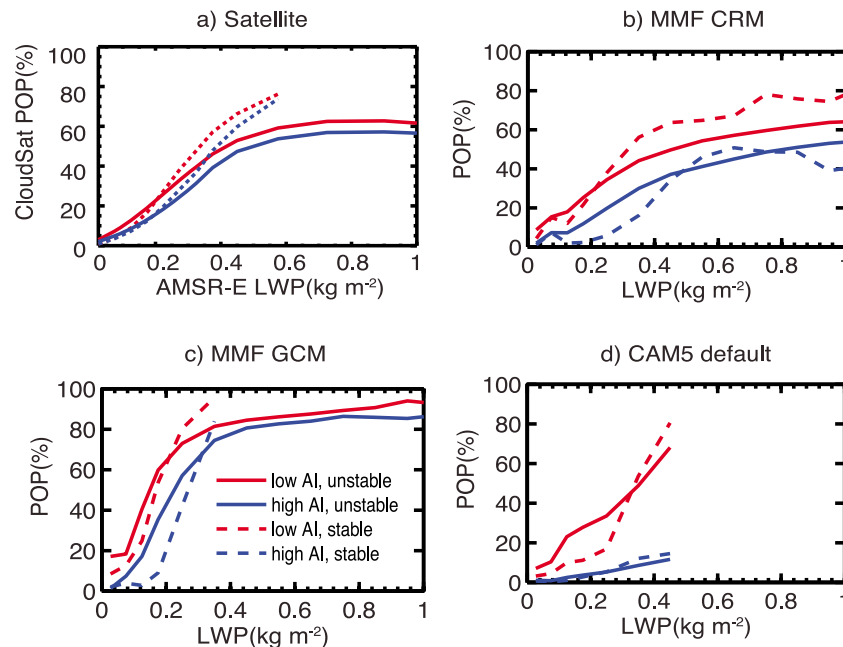 a) Satellite
CloudSat POP(%)
100
80
60
40
20
0
0 0.2 0.4 0.6 0.8 1
AMSR-E LWP(kg m-2)
b) MMF CRM
POP(%)
100
80
60
40
20
0
0 0.2 0.4 0.6 0.8 1
LWP(kg m-2)
c) MMF GCM
POP(%)
100
80
60
40
20
0
low AI, unstable
high AI, unstable
low AI, stable
high AI, stable
0 0.2 0.4 0.6 0.8 1
LWP(kg m-2)
d) CAM5 default
POP(%)
100
80
60
40
20
0
0 0.2 0.4 0.6 0.8 1
LWP(kg m-2)